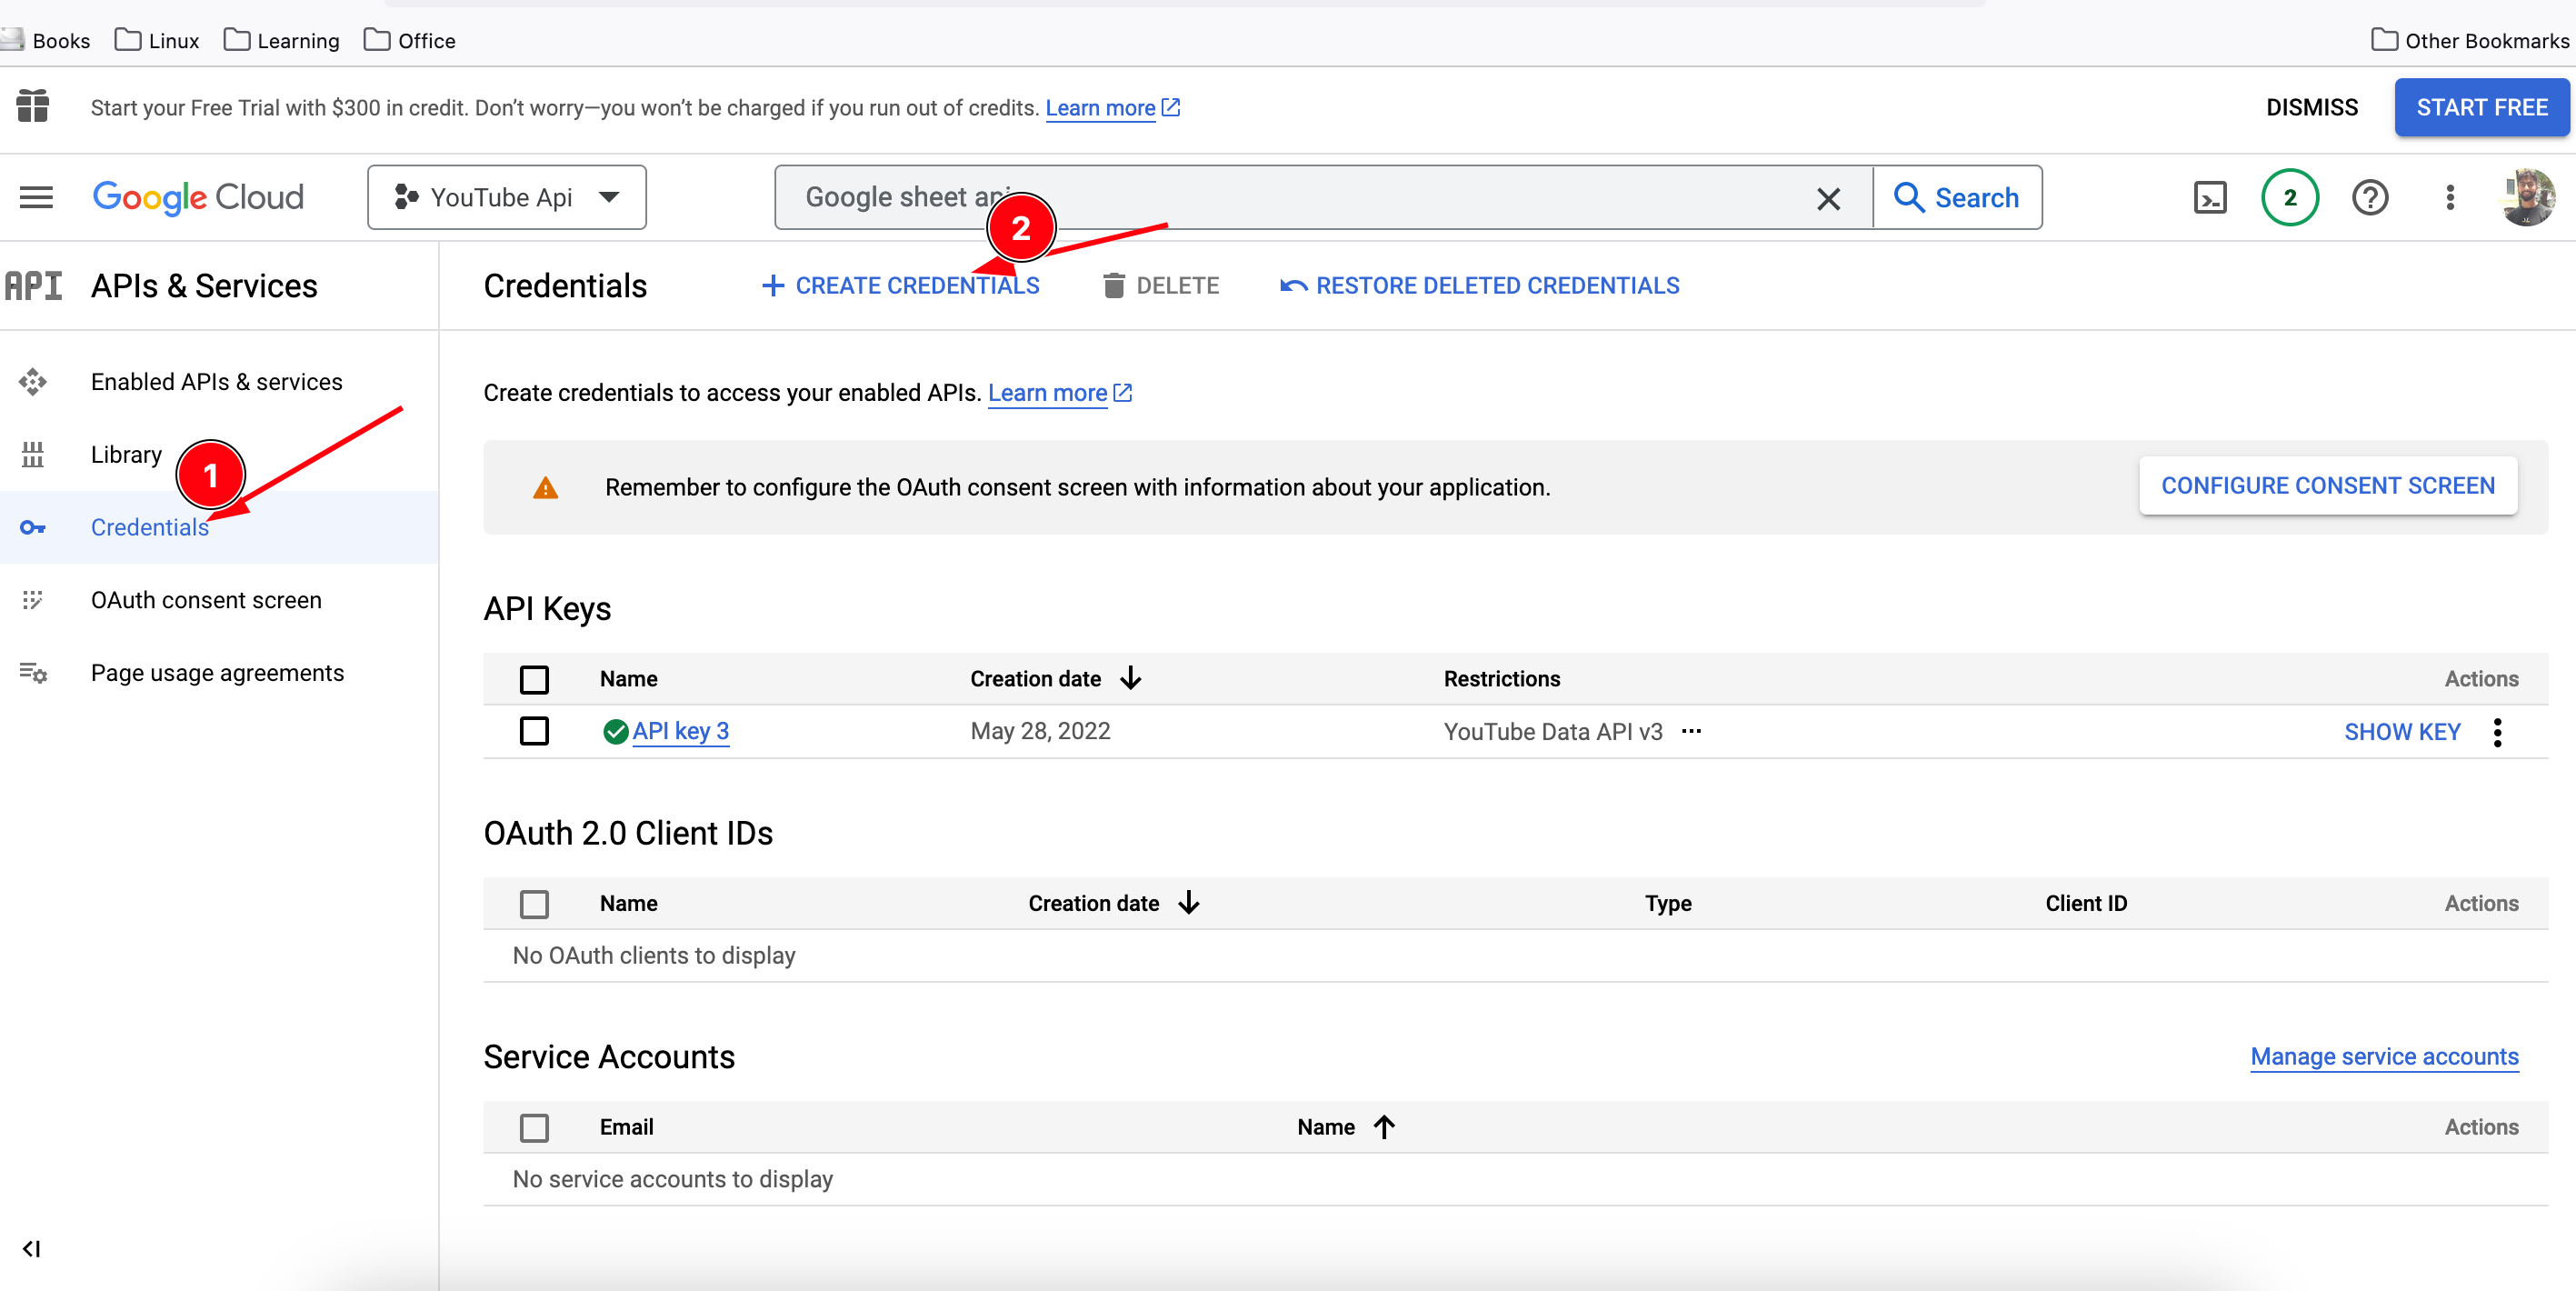 Books Linux Learning Office Other Bookmarks
Start your Free Trial with $300 in credit. Don’t worry—you won’t be charged if you run out of credits. Learn more DISMISS START FREE
Google Cloud YouTube Api Google sheet api Search 2
2
API APIs & Services Credentials + CREATE CREDENTIALS DELETE RESTORE DELETED CREDENTIALS
Enabled APIs & services
Create credentials to access your enabled APIs. Learn more
Library
1
Remember to configure the OAuth consent screen with information about your application. CONFIGURE CONSENT SCREEN
Credentials
OAuth consent screen
API Keys
Page usage agreements
Name Creation date Restrictions Actions
API key 3 May 28, 2022 YouTube Data API v3 ... SHOW KEY
OAuth 2.0 Client IDs
Name Creation date Type Client ID Actions
No OAuth clients to display
Service Accounts Manage service accounts
Email Name Actions
No service accounts to display